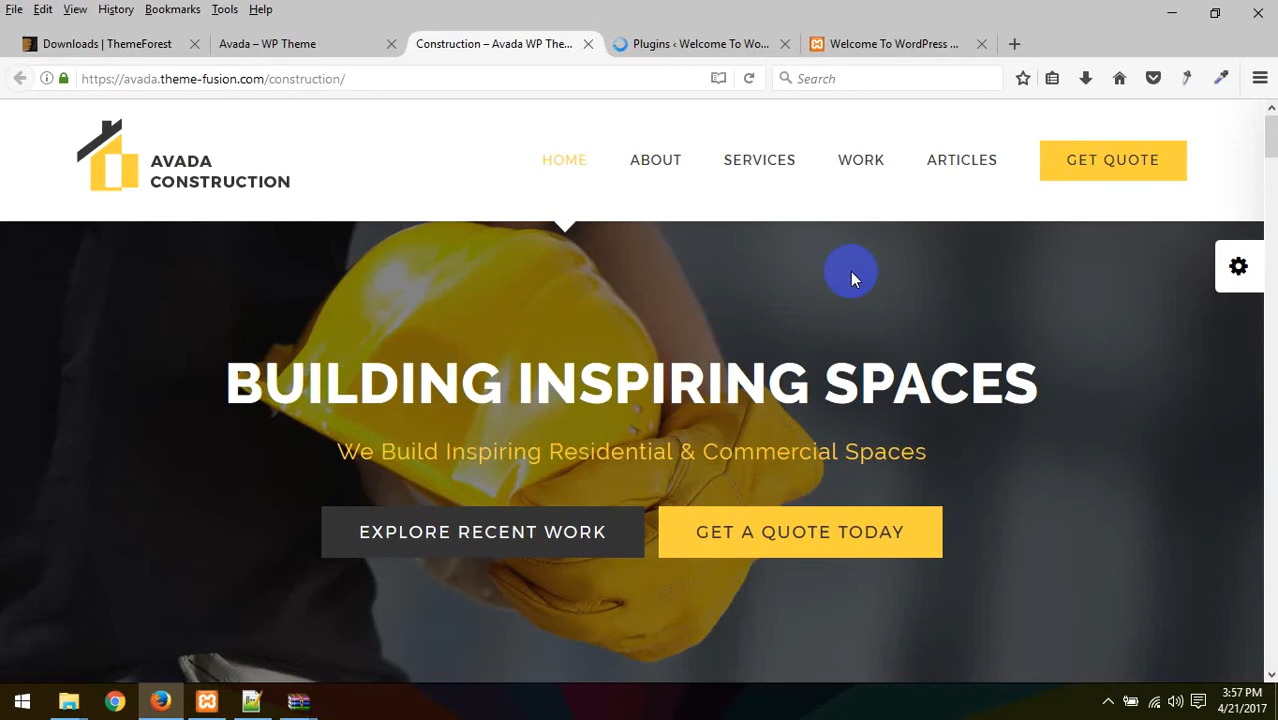 File Edit View History Bookmarks Tools Help
Downloads | ThemeForest
Avada – WP Theme
Construction – Avada WP The...
Plugins ‹ Welcome To Wo...
Welcome To WordPress ...
https://avada.theme-fusion.com/construction/
Search
AVADA
CONSTRUCTION
HOME ABOUT SERVICES WORK ARTICLES GET QUOTE
BUILDING INSPIRING SPACES
We Build Inspiring Residential & Commercial Spaces
EXPLORE RECENT WORK GET A QUOTE TODAY
3:57 PM
4/21/2017